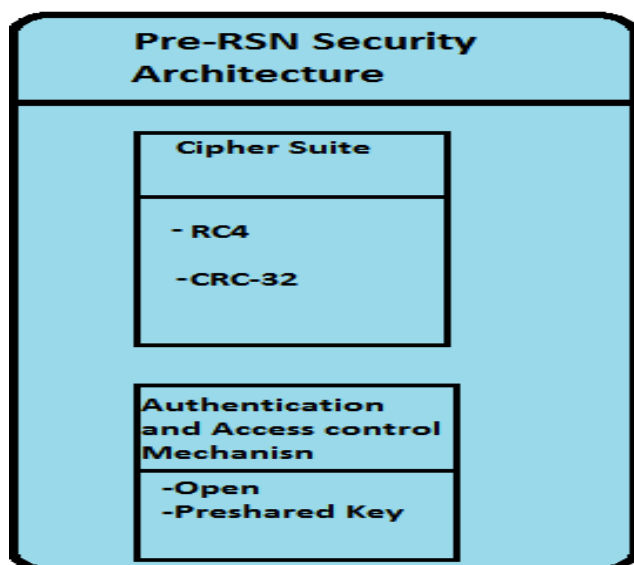 Pre-RSN Security
Architecture
Cipher Suite
- RC4
-CRC-32
Authentication
and Access control
Mechanisn
-Open
-Preshared Key